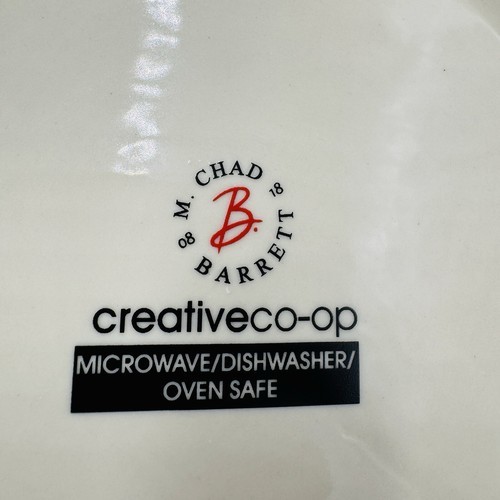 M. CHAD
08 B. 18
BARRETT
creativeco-op
MICROWAVE/DISHWASHER/
OVEN SAFE